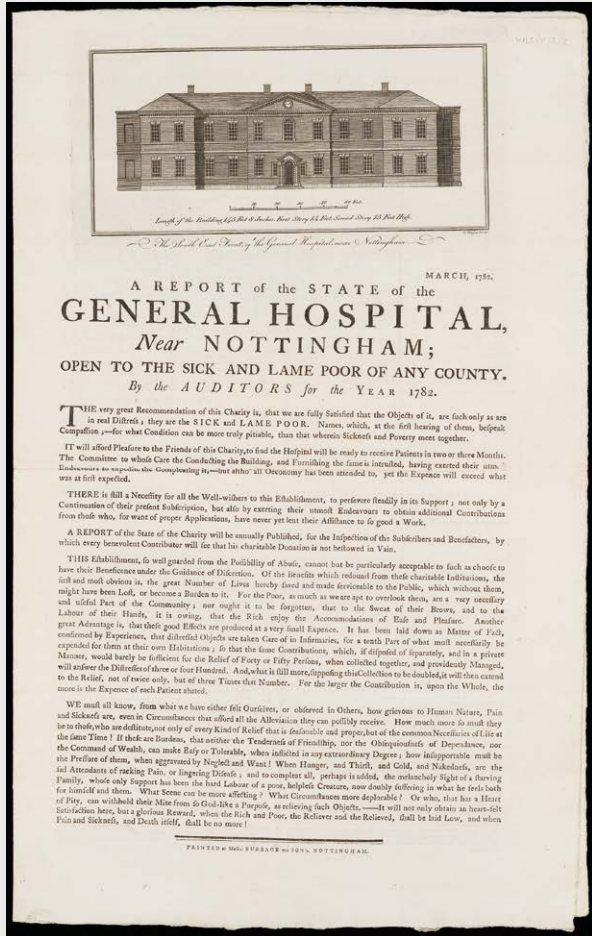 Length of the Building 145 Feet 8 Inches First Story 14 Feet Second Story 13 Feet High.
The South East Front, of the General Hospital, near Nottingham.
MARCH, 1782.
A REPORT of the STATE of the
GENERAL HOSPITAL,
Near NOTTINGHAM;
OPEN TO THE SICK AND LAME POOR OF ANY COUNTY.
By the AUDITORS for the YEAR 1782.
THE very great Recommendation of this Charity is, that we are fully Satisfied that the Objects of it, are such only as are
in real Distress; they are the SICK and LAME POOR. Names, which, at the first hearing of them, bespeak
Compassion;—for what Condition can be more truly pitiable, than that wherein Sickness and Poverty meet together.
IT will afford Pleasure to the Friends of this Charity, to find the Hospital will be ready to receive Patients in two or three Months.
The Committee to whose Care the Conducting the Building, and Furnishing the same is intrusted, having exerted their utm-
Endeavours to expedite the Compleating it,—but altho' all Oeconomy has been attended to, yet the Expence will exceed what
was at first expected.
THERE is still a Necessity for all the Well-wishers to this Establishment, to persevere steadily in its Support; not only by a
Continuation of their present Subscription, but also by exerting their utmost Endeavours to obtain additional Contributions
from those who, for want of proper Applications, have never yet lent their Assistance to so good a Work.
A REPORT of the State of the Charity will be annually Published, for the Inspection of the Subscribers and Benefactors, by
which every benevolent Contributor will see that his charitable Donation is not bestowed in Vain.
THIS Establishment, so well guarded from the Possibility of Abuse, cannot but be particularly acceptable to such as choose to
have their Beneficence under the Guidance of Discretion. Of the Benefits which redound from these charitable Institutions, the
first and most obvious is, the great Number of Lives hereby saved and made serviceable to the Public, which without them,
might have been Lost, or become a Burden to it. For the Poor, as much as we are apt to overlook them, are a very necessary
and useful Part of the Community; nor ought it to be forgotten, that to the Sweat of their Brows, and to the
Labour of their Hands, it is owing, that the Rich enjoy the Accommodations of Ease and Pleasure. Another
great Advantage is, that these good Effects are produced at a very small Expence. It has been laid down as Matter of Fact,
confirmed by Experience, that distressed Objects are taken Care of in Infirmaries, for a tenth Part of what must necessarily be
expended for them at their own Habitations; so that the same Contributions, which, if disposed of separately, and in a private
Manner, would barely be sufficient for the Relief of Forty or Fifty Persons, when collected together, and providently Managed,
will answer the Distresses of three or four Hundred. And, what is still more, supposing this Collection to be doubled, it will then extend
to the Relief, not of twice only, but of three Times that Number. For the larger the Contribution is, upon the Whole, the
more is the Expence of each Patient abated.
WE must all know, from what we have either felt Ourselves, or observed in Others, how grievous to Human Nature, Pain
and Sickness are, even in Circumstances that afford all the Alleviation they can possibly receive. How much more so must they
be to those, who are destitute, not only of every Kind of Relief that is seasonable and proper, but of the common Necessaries of Life at
the same Time! If these are Burdens, that neither the Tenderness of Friendship, nor the Obsequiousness of Dependence, nor
the Command of Wealth, can make Easy or Tolerable, when inflicted in any extraordinary Degree; how insupportable must be
the Pressure of them, when aggravated by Neglect and Want! When Hunger, and Thirst, and Cold, and Nakedness, are the
sad Attendants of racking Pain, or lingering Disease; and to compleat all, perhaps is added, the melancholy Sight of a starving
Family, whose only Support has been the hard Labour of a poor, helpless Creature, now doubly suffering in what he feels both
for himself and them. What Scene can be more affecting? What Circumstances more deplorable? Or who, that has a Heart
of Pity, can withhold their Mite from so God-like a Purpose, as relieving such Objects.——It will not only obtain an heart-felt
Satisfaction here, but a glorious Reward, when the Rich and Poor, the Reliever and the Relieved, shall be laid Low, and when
Pain and Sickness, and Death itself, shall be no more!
PRINTED at Mess. BURBAGE and SON's, NOTTINGHAM.